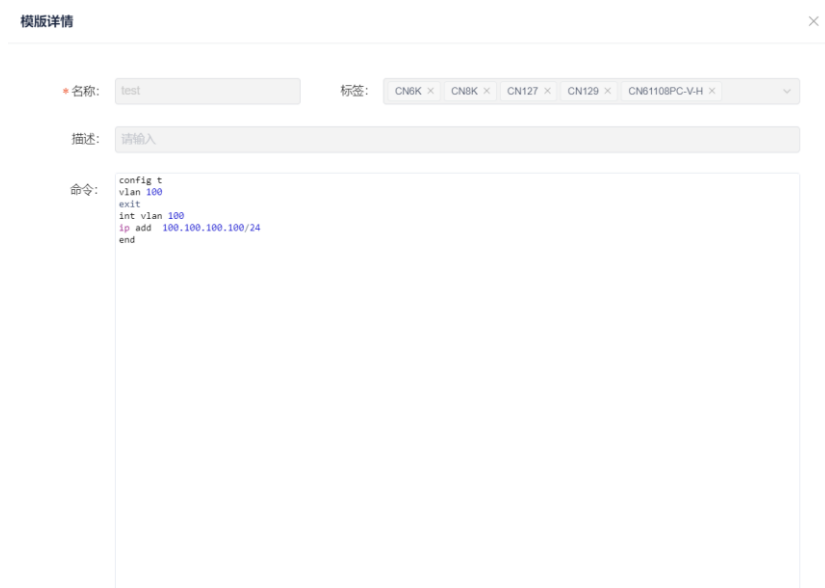 模版详情 ×
*名称: test 标签: CN6K × CN8K × CN127 × CN129 × CN61108PC-V-H ×
描述: 请输入
命令: config t
vlan 100
exit
int vlan 100
ip add  100.100.100.100/24
end